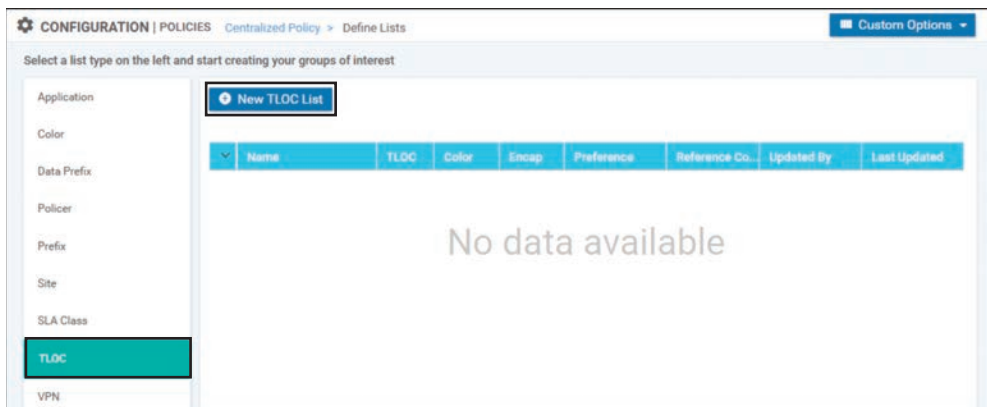 CONFIGURATION | POLICIES Centralized Policy > Define Lists Custom Options
Select a list type on the left and start creating your groups of interest
Application
New TLOC List
Color
Name TLOC Color Encap Preference Reference Co... Updated By Last Updated
Data Prefix
Policer
No data available
Prefix
Site
SLA Class
TLOC
VPN